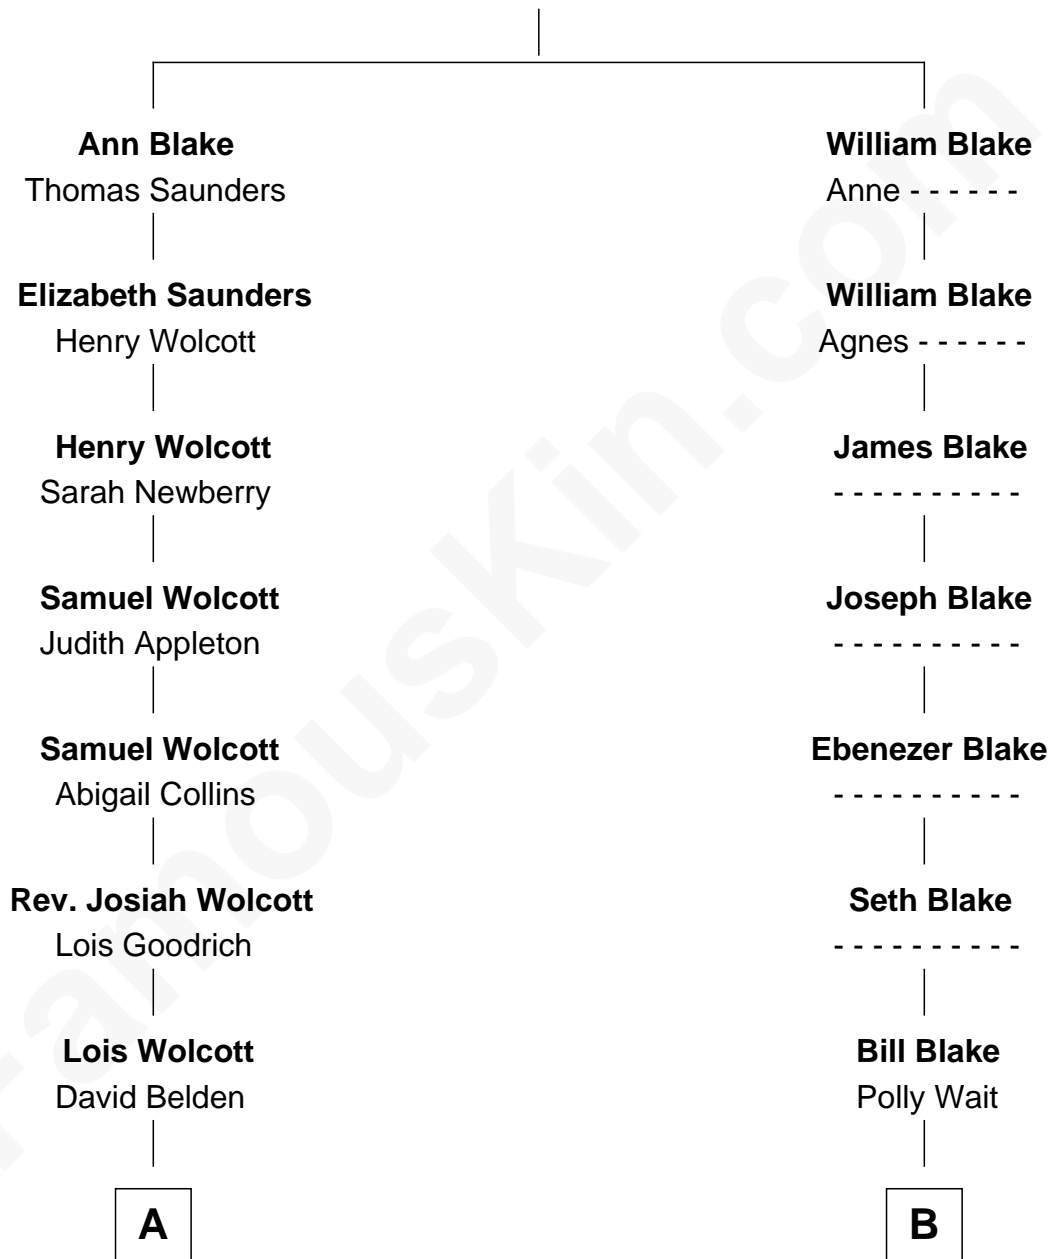 Ann Blake
Thomas Saunders
Elizabeth Saunders
Henry Wolcott
Henry Wolcott
Sarah Newberry
Samuel Wolcott
Judith Appleton
Samuel Wolcott
Abigail Collins
Rev. Josiah Wolcott
Lois Goodrich
Lois Wolcott
David Belden
A
William Blake
Anne - - - - - -
William Blake
Agnes - - - - - -
James Blake
- - - - - - - - - -
Joseph Blake
- - - - - - - - - -
Ebenezer Blake
- - - - - - - - - -
Seth Blake
- - - - - - - - - -
Bill Blake
Polly Wait
B
FamousKin.com